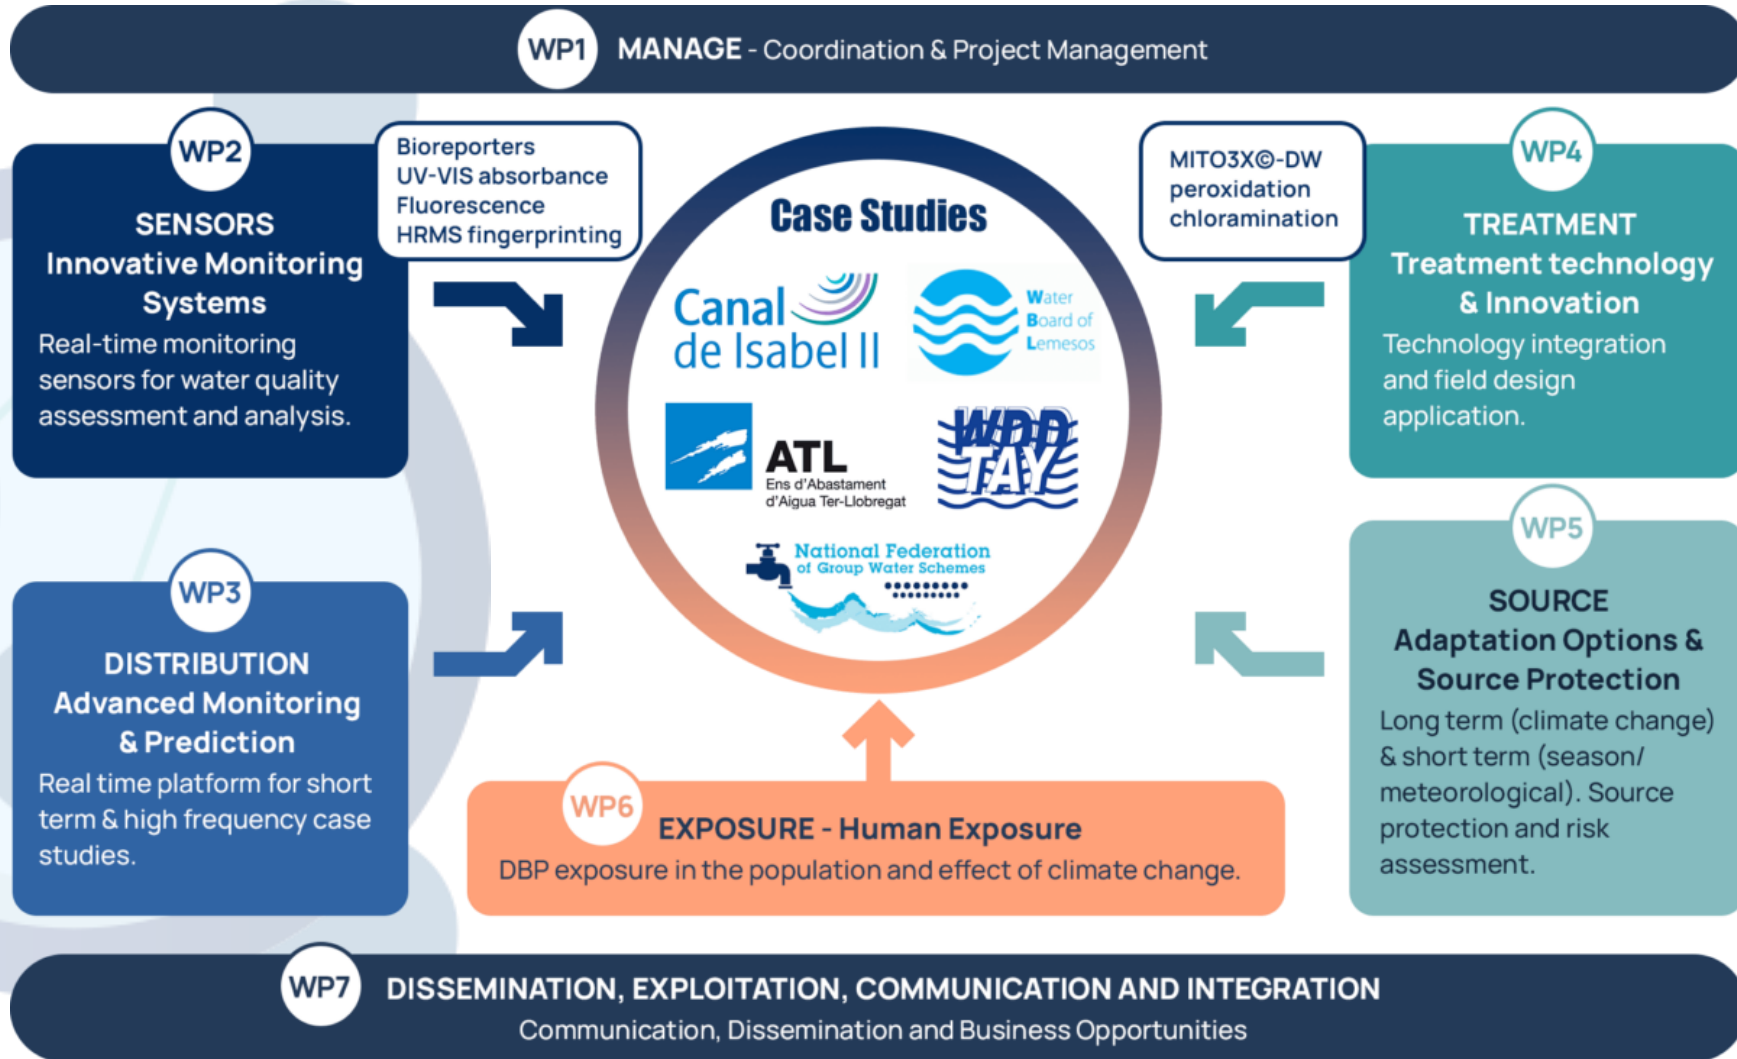 WP1 MANAGE - Coordination & Project Management
WP2
SENSORS
Innovative Monitoring
Systems
Real-time monitoring
sensors for water quality
assessment and analysis.
Bioreporters
UV-VIS absorbance
Fluorescence
HRMS fingerprinting
WP3
DISTRIBUTION
Advanced Monitoring
& Prediction
Real time platform for short
term & high frequency case
studies.
Case Studies
Canal
de Isabel II
Water
Board of
Lemesos
ATL
Ens d'Abastament
d'Aigua Ter-Llobregat
WDD
TAY
National Federation
of Group Water Schemes
MITO3X©-DW
peroxidation
chloramination
WP4
TREATMENT
Treatment technology
& Innovation
Technology integration
and field design
application.
WP5
SOURCE
Adaptation Options &
Source Protection
Long term (climate change)
& short term (season/
meteorological). Source
protection and risk
assessment.
WP6
EXPOSURE - Human Exposure
DBP exposure in the population and effect of climate change.
WP7 DISSEMINATION, EXPLOITATION, COMMUNICATION AND INTEGRATION
Communication, Dissemination and Business Opportunities